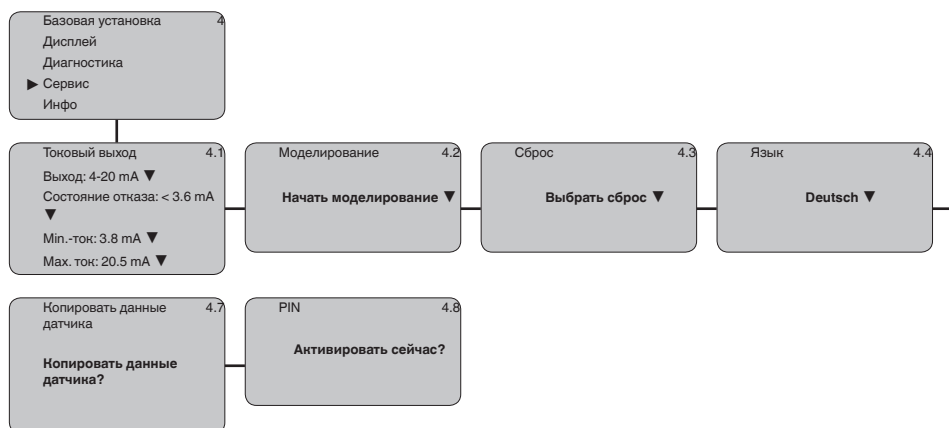 Базовая установка 4
Дисплей
Диагностика
▶ Сервис
Инфо
Токовый выход 4.1
Выход: 4-20 mA ▼
Состояние отказа: < 3.6 mA
▼
Min.-ток: 3.8 mA ▼
Max. ток: 20.5 mA ▼
Моделирование 4.2
Начать моделирование ▼
Сброс 4.3
Выбрать сброс ▼
Язык 4.4
Deutsch ▼
Копировать данные 4.7
датчика
Копировать данные
датчика?
PIN 4.8
Активировать сейчас?